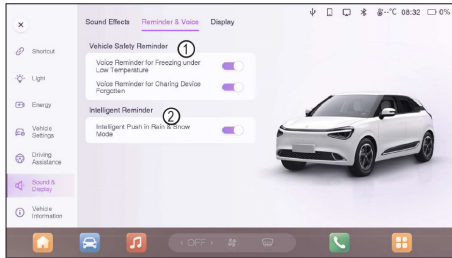 Sound Effects Reminder & Voice Display
--°C 08:32 0%
Shortcut
Light
Energy
Vehicle
Settings
Driving
Assistance
Sound &
Display
Vehicle
Information
Vehicle Safety Reminder ①
Voice Reminder for Freezing under
Low Temperature
Voice Reminder for Charing Device
Forgotten
Intelligent Reminder ②
Intelligent Push in Rain & Snow
Mode
‹ OFF ›